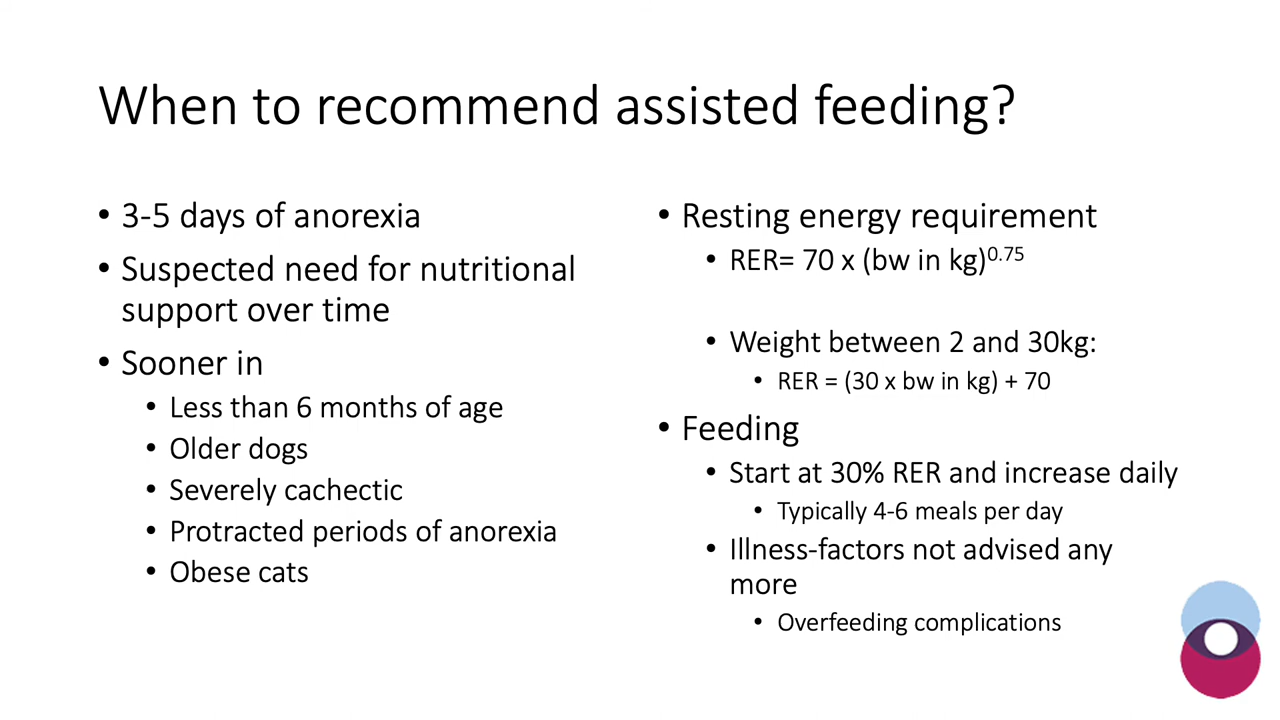 When to recommend assisted feeding?
• 3-5 days of anorexia
• Suspected need for nutritional
support over time
• Sooner in
• Less than 6 months of age
• Older dogs
• Severely cachectic
• Protracted periods of anorexia
• Obese cats
• Resting energy requirement
• RER= 70 x (bw in kg)^0.75
• Weight between 2 and 30kg:
• RER = (30 x bw in kg) + 70
• Feeding
• Start at 30% RER and increase daily
• Typically 4-6 meals per day
• Illness-factors not advised any
more
• Overfeeding complications